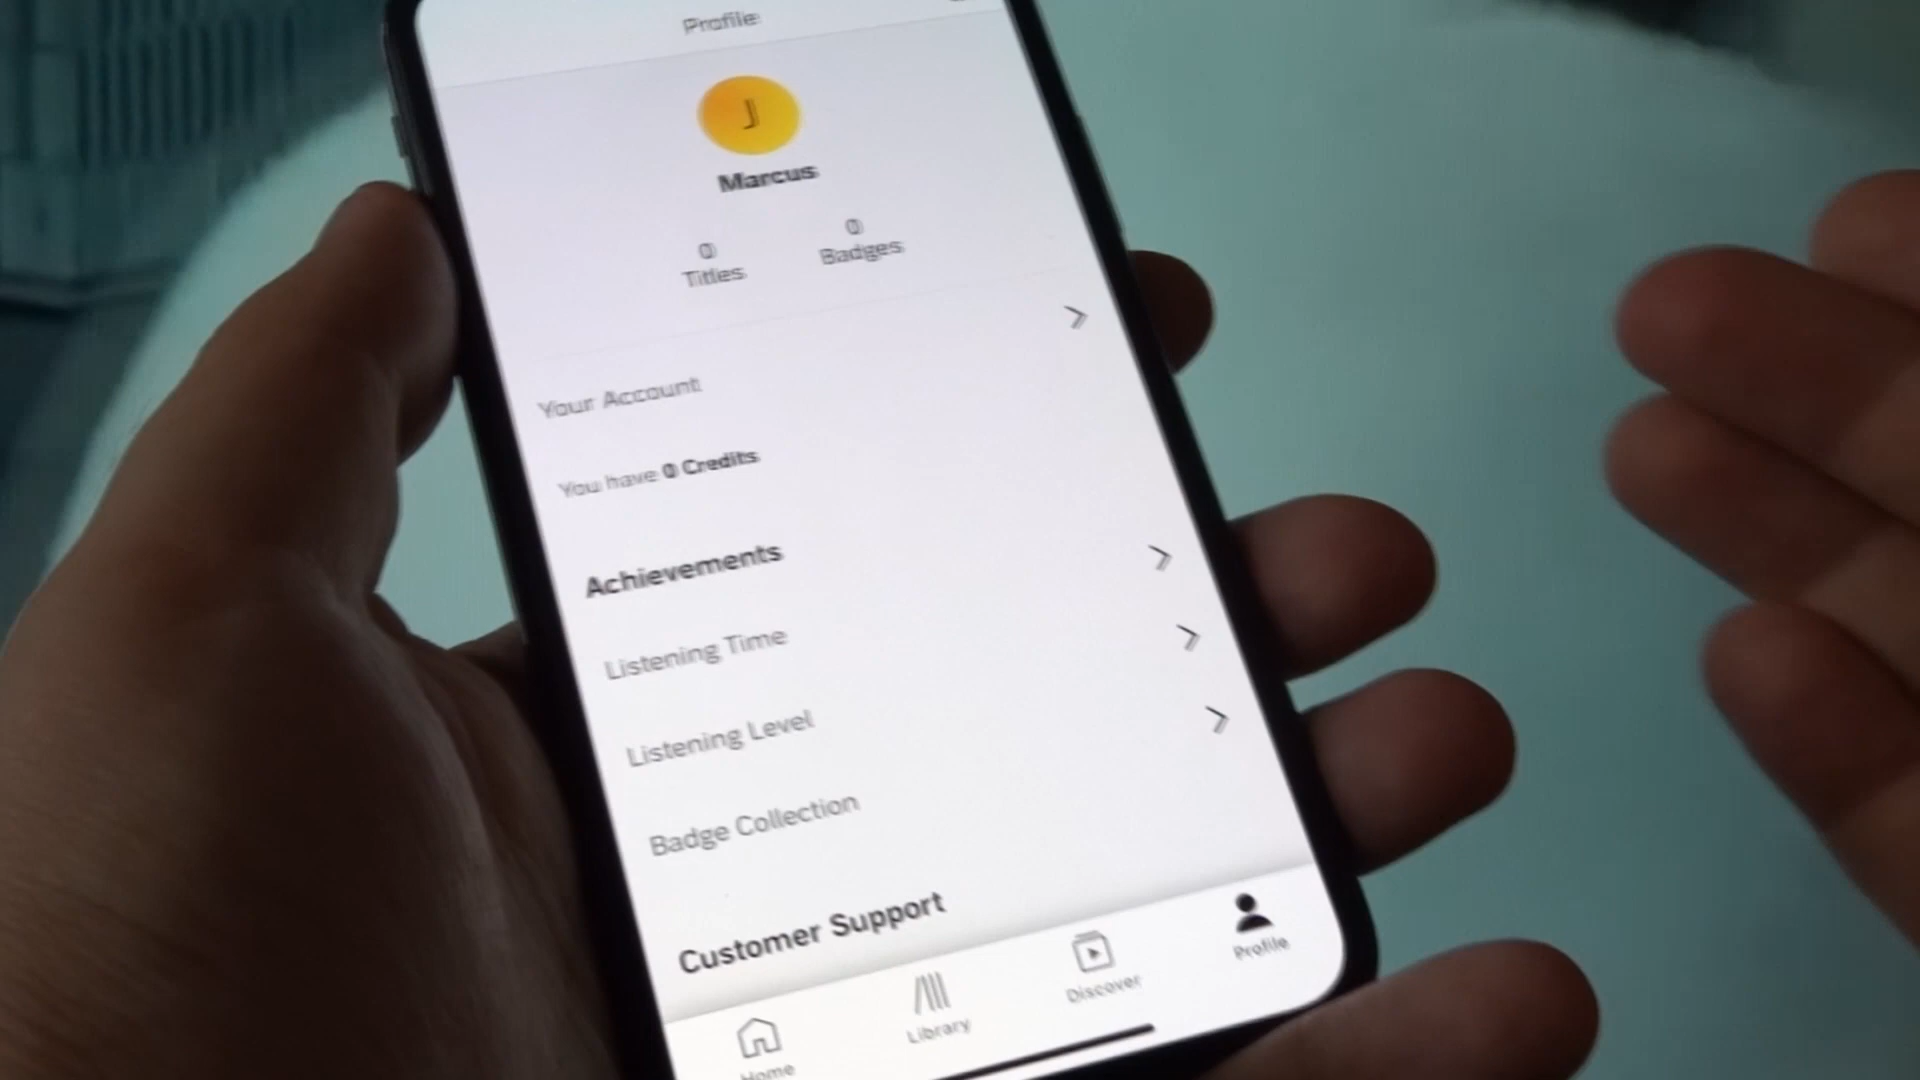 Profile
J
Marcus
0
Titles
0
Badges
Your Account
You have 0 Credits
Achievements
Listening Time
Listening Level
Badge Collection
Customer Support
Home
Library
Discover
Profile